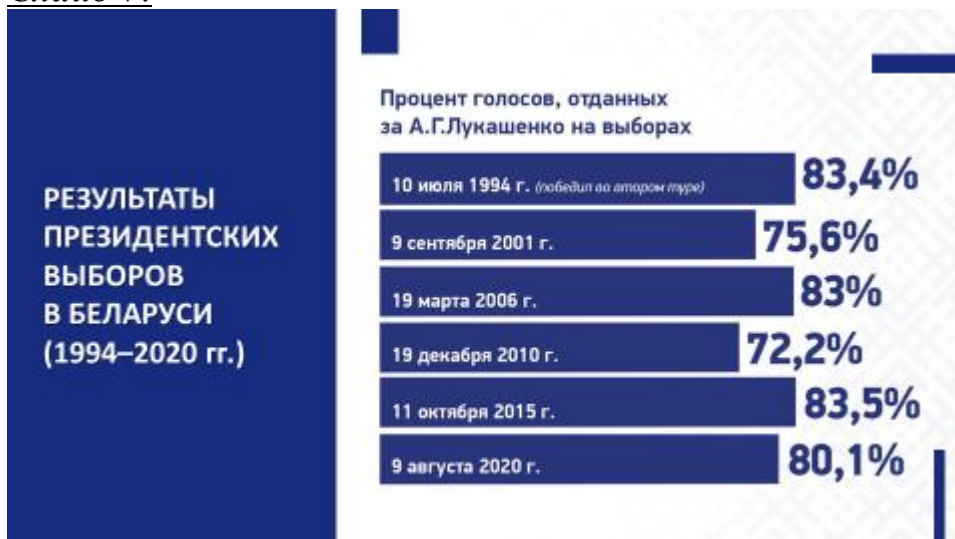 РЕЗУЛЬТАТЫ
ПРЕЗИДЕНТСКИХ
ВЫБОРОВ
В БЕЛАРУСИ
(1994–2020 гг.)
Процент голосов, отданных
за А.Г.Лукашенко на выборах
10 июля 1994 г. (победил во втором туре) 83,4%
9 сентября 2001 г. 75,6%
19 марта 2006 г. 83%
19 декабря 2010 г. 72,2%
11 октября 2015 г. 83,5%
9 августа 2020 г. 80,1%